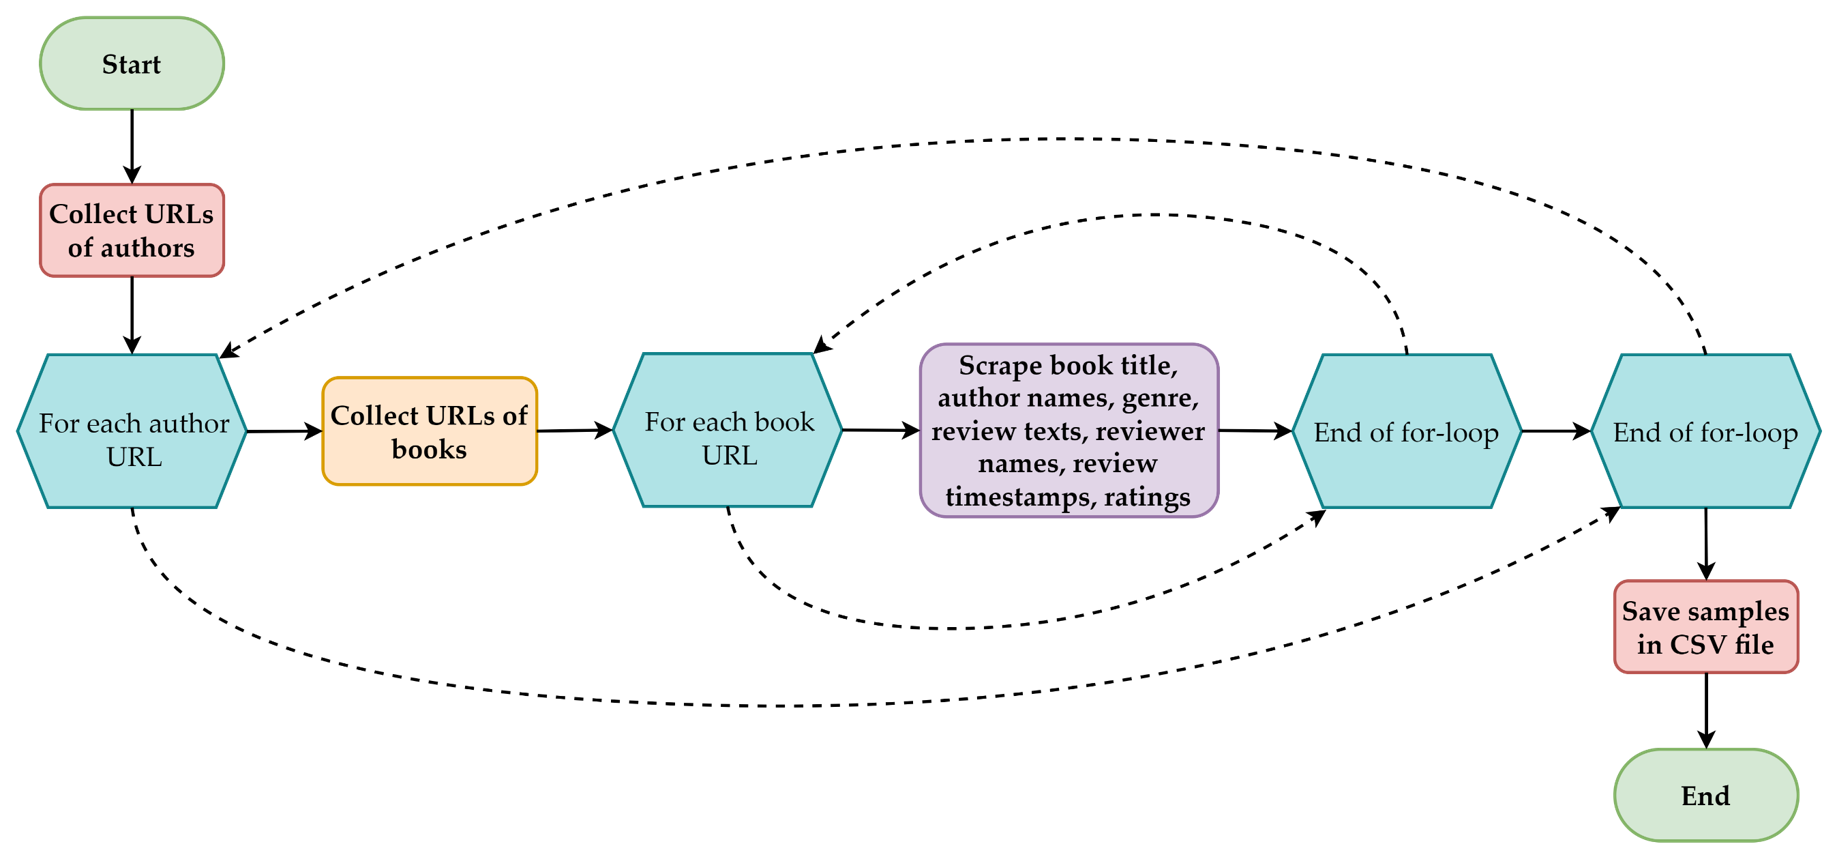 Start
Collect URLs
of authors
For each author
URL
Collect URLs of
books
For each book
URL
Scrape book title,
author names, genre,
review texts, reviewer
names, review
timestamps, ratings
End of for-loop
End of for-loop
Save samples
in CSV file
End